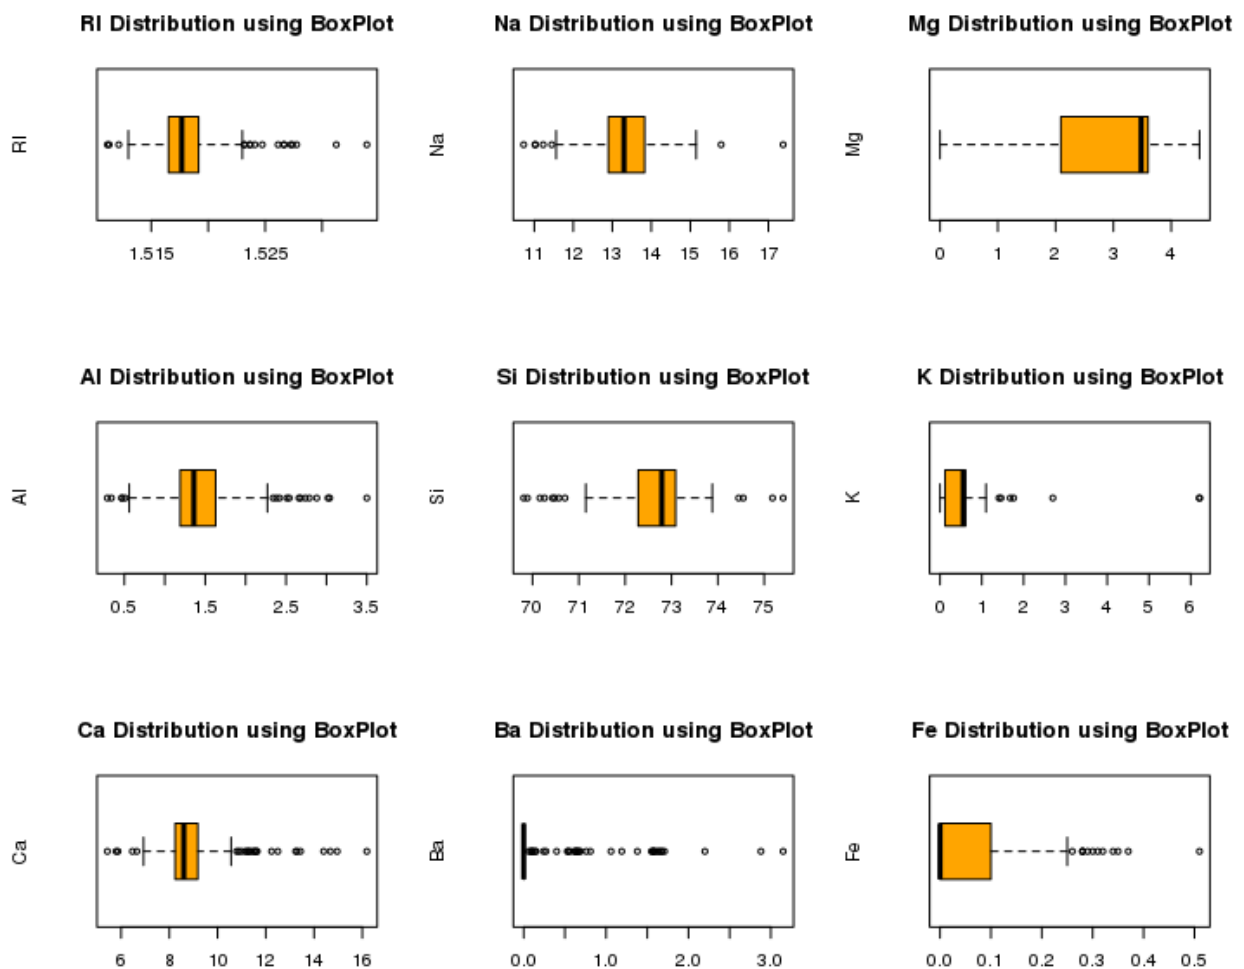 RI Distribution using BoxPlot
Na Distribution using BoxPlot
Mg Distribution using BoxPlot
RI
Na
Mg
1.515 1.525
11 12 13 14 15 16 17
0 1 2 3 4
Al Distribution using BoxPlot
Si Distribution using BoxPlot
K Distribution using BoxPlot
Al
Si
K
0.5 1.5 2.5 3.5
70 71 72 73 74 75
0 1 2 3 4 5 6
Ca Distribution using BoxPlot
Ba Distribution using BoxPlot
Fe Distribution using BoxPlot
Ca
Ba
Fe
6 8 10 12 14 16
0.0 1.0 2.0 3.0
0.0 0.1 0.2 0.3 0.4 0.5